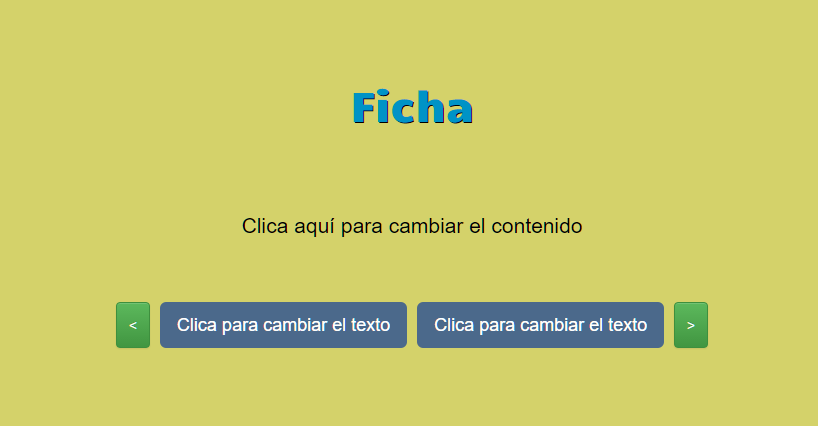 Ficha
Clica aquí para cambiar el contenido
< Clica para cambiar el texto Clica para cambiar el texto >